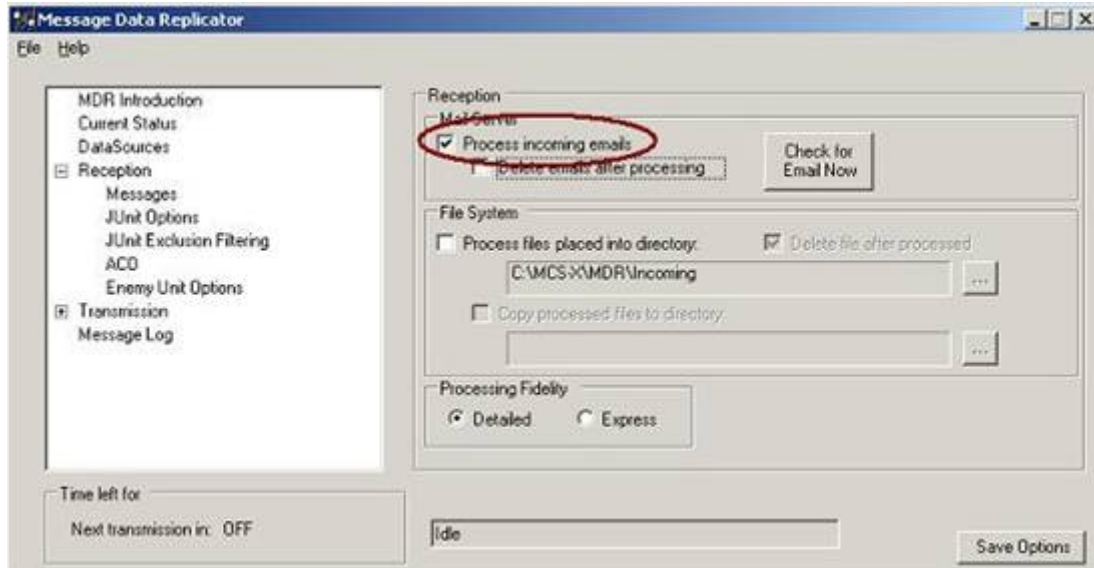 Message Data Replicator
File Help
MDR Introduction
Current Status
DataSources
Reception
Messages
JUnit Options
JUnit Exclusion Filtering
ACO
Enemy Unit Options
Transmission
Message Log
Reception
Mail Server
Process incoming emails
Delete emails after processing
Check for
Email Now
File System
Process files placed into directory:
Delete file after processed
C:\MCS-X\MDR\Incoming
...
Copy processed files to directory:
...
Processing Fidelity
Detailed Express
Time left for
Next transmission in: OFF
Idle
Save Options